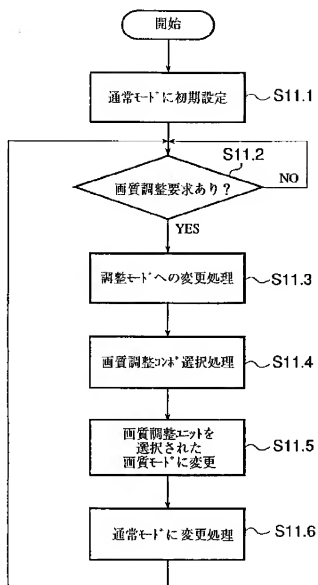 開始
通常モードに初期設定
S11.1
S11.2
画質調整要求あり？
NO
YES
調整モードへの変更処理
S11.3
画質調整コンボ選択処理
S11.4
画質調整ユニットを
選択された
画質モードに変更
S11.5
通常モードに変更処理
S11.6